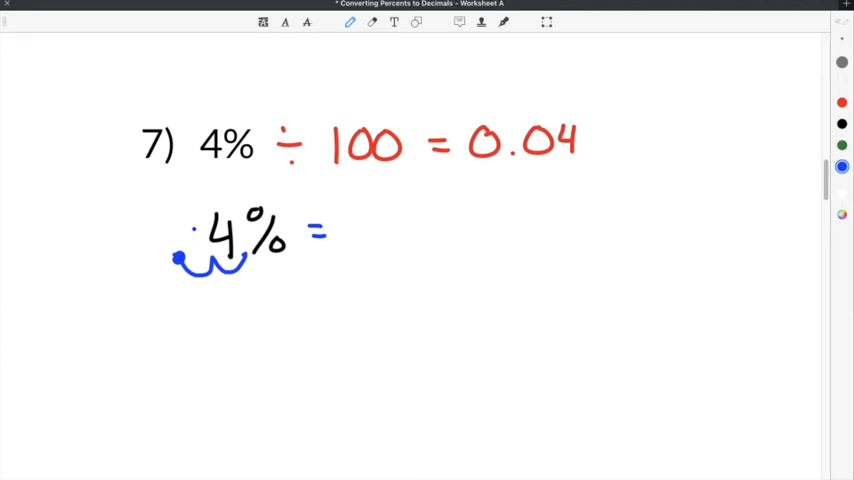 * Converting Percents to Decimals - Worksheet A
A A T
7) 4% ÷ 100 = 0.04
.4% =